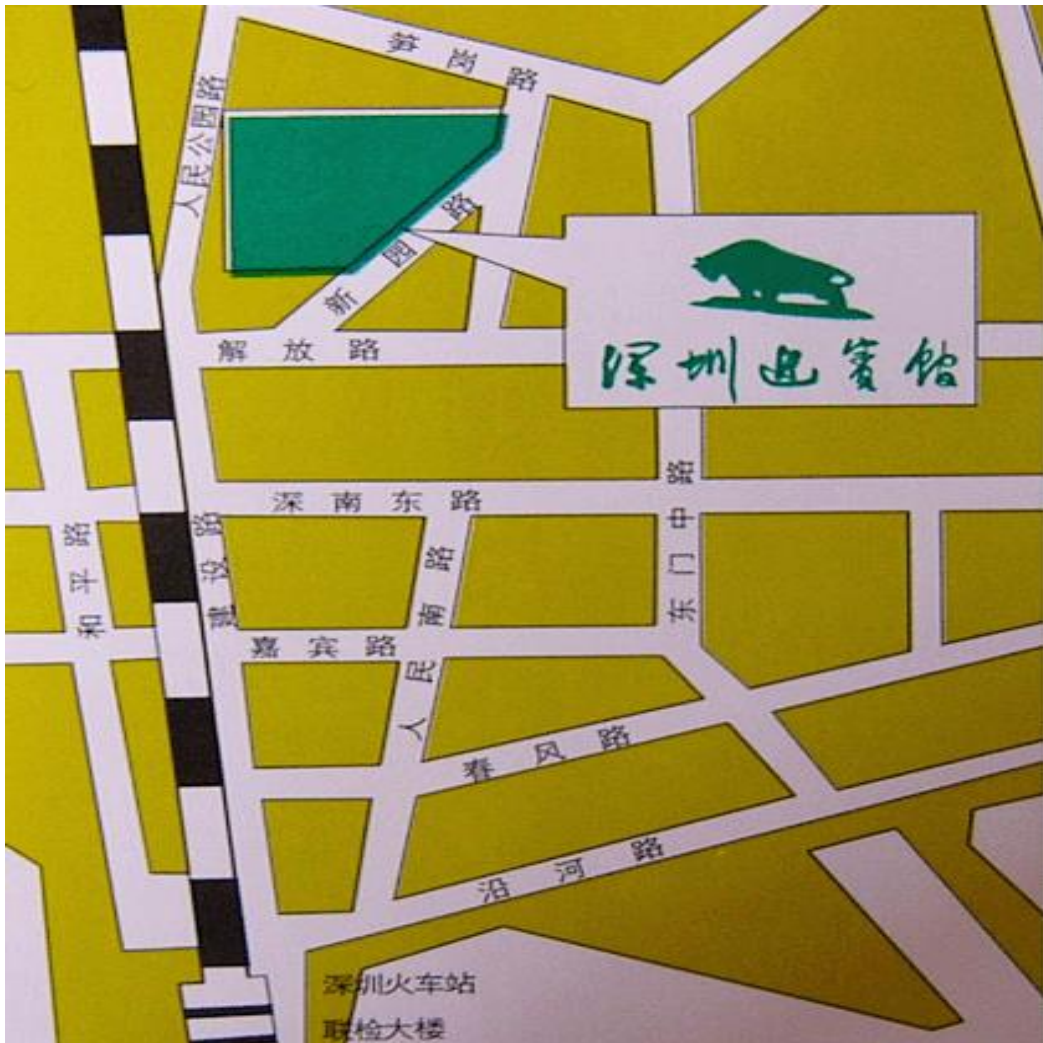 笋岗路
人民公园路
新园路
深圳迎宾馆
解放路
深南东路
和平路
建设路
人民南路
东门中路
嘉宾路
春风路
沿河路
深圳火车站
联检大楼